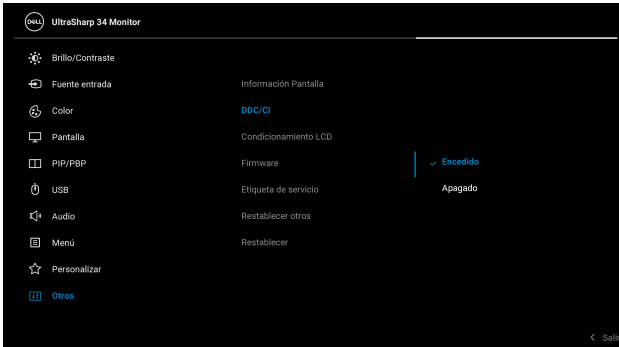 DELL UltraSharp 34 Monitor
Brillo/Contraste
Fuente entrada
Color
Pantalla
PIP/PBP
USB
Audio
Menú
Personalizar
Otros
Información Pantalla
DDC/CI
Condicionamiento LCD
Firmware
Etiqueta de servicio
Restablecer otros
Restablecer
Encedido
Apagado